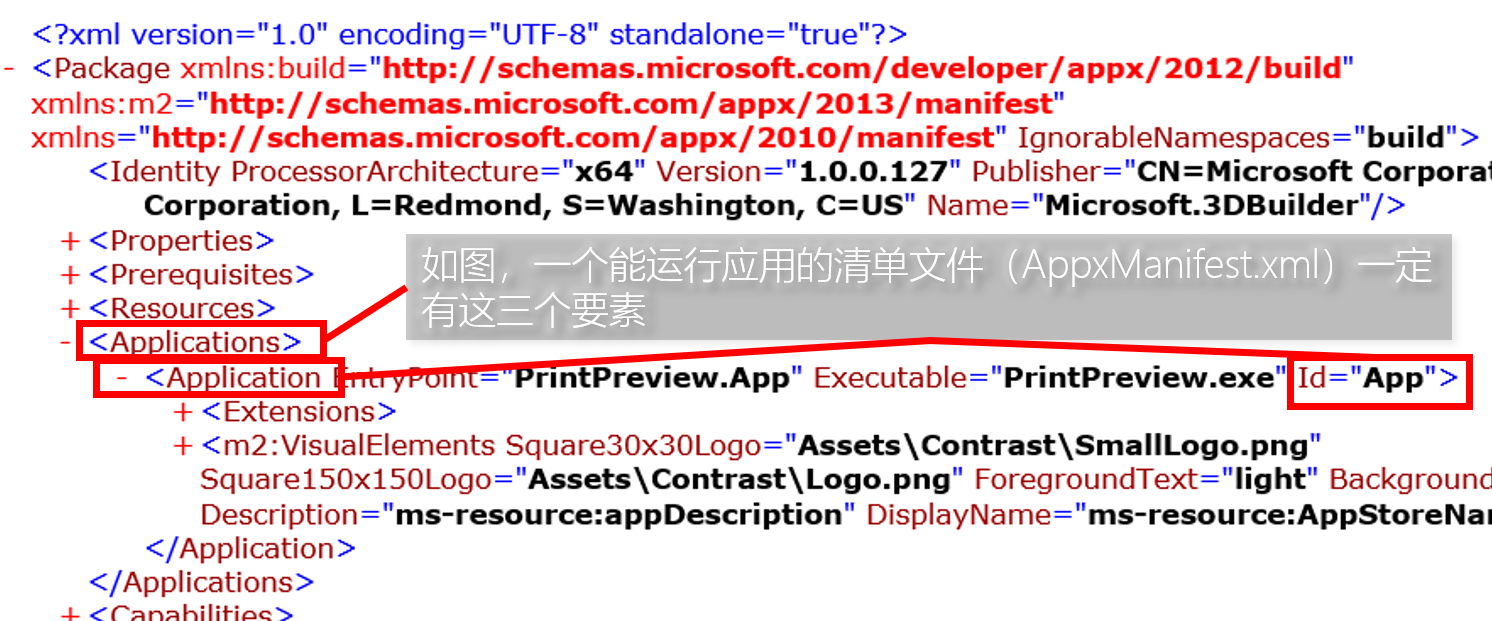 <?xml version="1.0" encoding="UTF-8" standalone="true"?>
- <Package xmlns:build="http://schemas.microsoft.com/developer/appx/2012/build"
xmlns:m2="http://schemas.microsoft.com/appx/2013/manifest"
xmlns="http://schemas.microsoft.com/appx/2010/manifest" IgnorableNamespaces="build">
<Identity ProcessorArchitecture="x64" Version="1.0.0.127" Publisher="CN=Microsoft Corporat
Corporation, L=Redmond, S=Washington, C=US" Name="Microsoft.3DBuilder"/>
+ <Properties>
+ <Prerequisites>
+ <Resources>
如图，一个能运行应用的清单文件（AppxManifest.xml）一定
有这三个要素
- <Applications>
- <Application EntryPoint="PrintPreview.App" Executable="PrintPreview.exe" Id="App">
+ <Extensions>
+ <m2:VisualElements Square30x30Logo="Assets\Contrast\SmallLogo.png"
Square150x150Logo="Assets\Contrast\Logo.png" ForegroundText="light" Background
Description="ms-resource:appDescription" DisplayName="ms-resource:AppStoreNa
</Application>
</Applications>
+ <Capabilities>